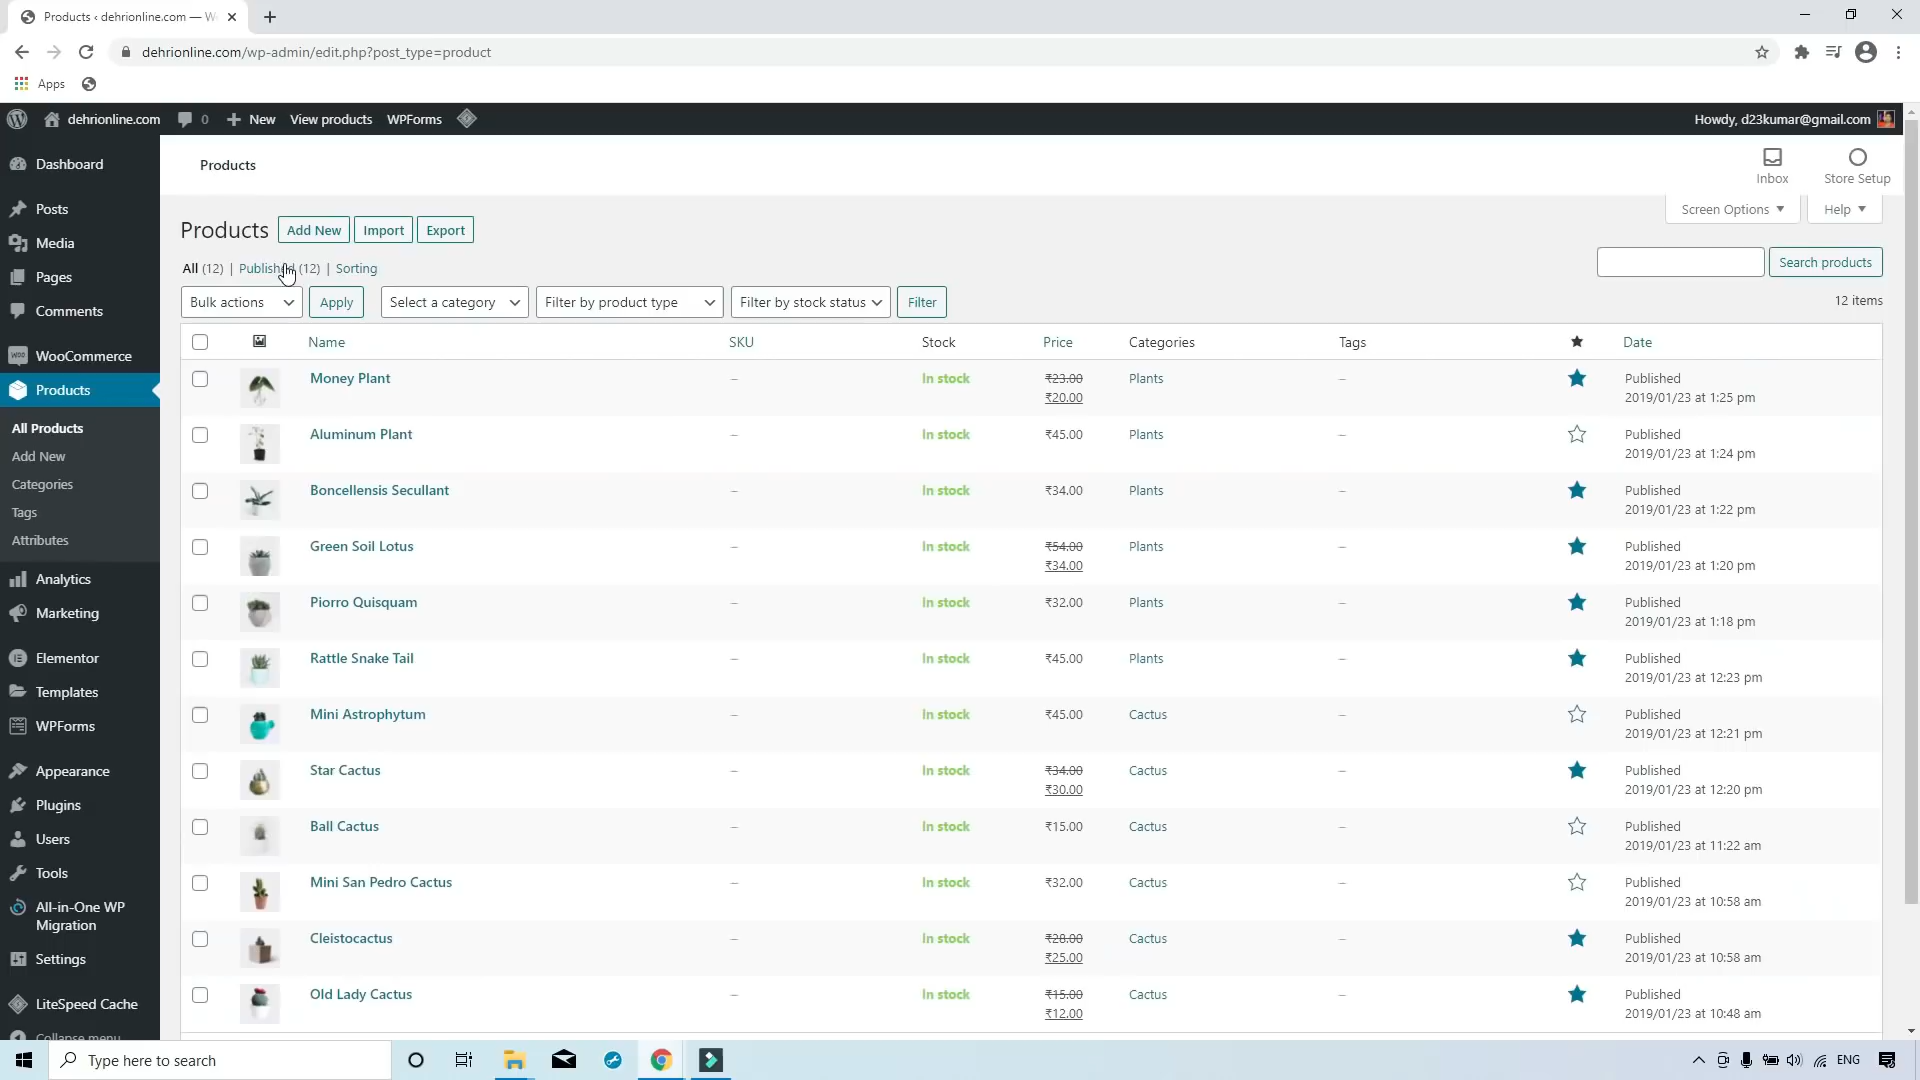 Products ‹ dehrionline.com — W
dehrionline.com/wp-admin/edit.php?post_type=product
Apps
dehrionline.com 0 New View products WPForms
Howdy, d23kumar@gmail.com
Dashboard
Posts
Media
Pages
Comments
WooCommerce
Products
All Products
Add New
Categories
Tags
Attributes
Analytics
Marketing
Elementor
Templates
WPForms
Appearance
Plugins
Users
Tools
All-in-One WP
Migration
Settings
LiteSpeed Cache
Collapse menu
Products
Inbox
Store Setup
Screen Options
Help
Products Add New Import Export
All (12) | Published (12) | Sorting
Search products
Bulk actions Apply Select a category Filter by product type Filter by stock status Filter
12 items
Name SKU Stock Price Categories Tags Date
Money Plant – In stock ₹23.00 Plants – Published
₹20.00 2019/01/23 at 1:25 pm
Aluminum Plant – In stock ₹45.00 Plants – Published
2019/01/23 at 1:24 pm
Boncellensis Secullant – In stock ₹34.00 Plants – Published
2019/01/23 at 1:22 pm
Green Soil Lotus – In stock ₹54.00 Plants – Published
₹34.00 2019/01/23 at 1:20 pm
Piorro Quisquam – In stock ₹32.00 Plants – Published
2019/01/23 at 1:18 pm
Rattle Snake Tail – In stock ₹45.00 Plants – Published
2019/01/23 at 12:23 pm
Mini Astrophytum – In stock ₹45.00 Cactus – Published
2019/01/23 at 12:21 pm
Star Cactus – In stock ₹34.00 Cactus – Published
₹30.00 2019/01/23 at 12:20 pm
Ball Cactus – In stock ₹15.00 Cactus – Published
2019/01/23 at 11:22 am
Mini San Pedro Cactus – In stock ₹32.00 Cactus – Published
2019/01/23 at 10:58 am
Cleistocactus – In stock ₹28.00 Cactus – Published
₹25.00 2019/01/23 at 10:58 am
Old Lady Cactus – In stock ₹15.00 Cactus – Published
₹12.00 2019/01/23 at 10:48 am
Type here to search
ENG